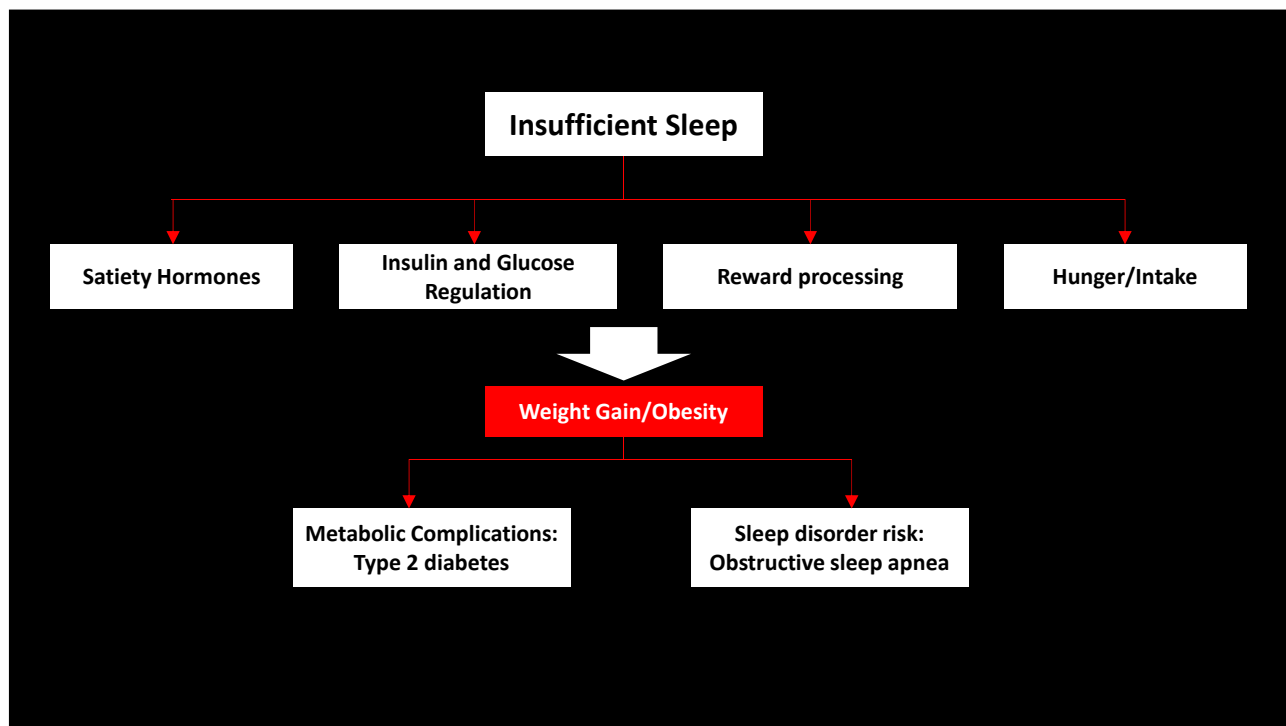 Insufficient Sleep
Satiety Hormones
Insulin and Glucose
Regulation
Reward processing
Hunger/Intake
Weight Gain/Obesity
Metabolic Complications:
Type 2 diabetes
Sleep disorder risk:
Obstructive sleep apnea